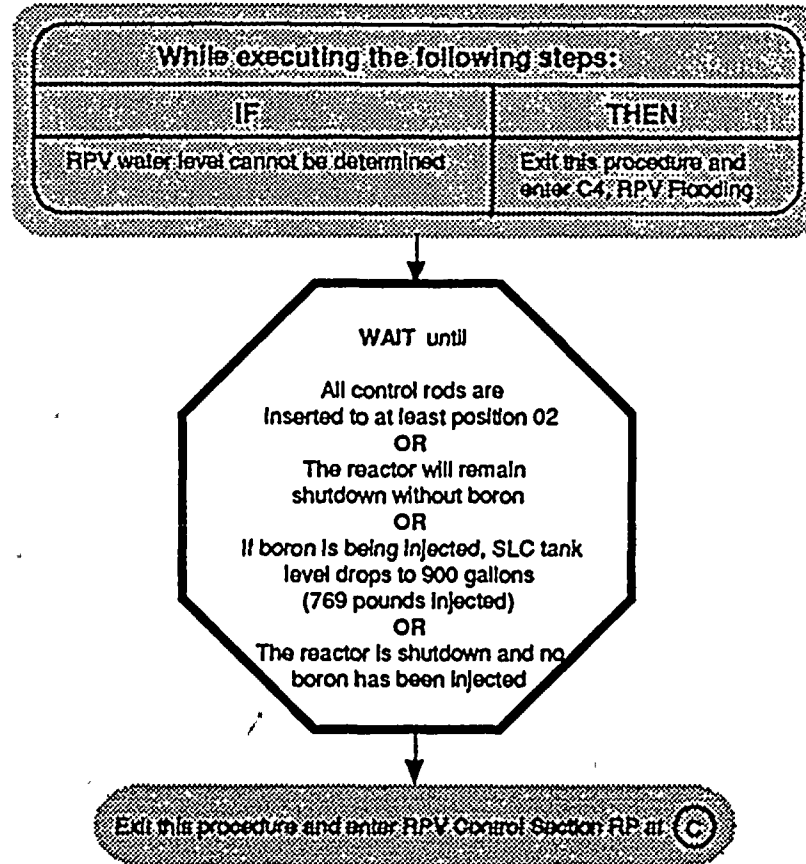 While executing the following steps:
IF
THEN
RPV water level cannot be determined
Exit this procedure and
enter C4, RPV Flooding
WAIT until
All control rods are
inserted to at least position 02
OR
The reactor will remain
shutdown without boron
OR
If boron is being injected, SLC tank
level drops to 900 gallons
(769 pounds injected)
OR
The reactor is shutdown and no
boron has been injected
Exit this procedure and enter RPV Control Section RP at C